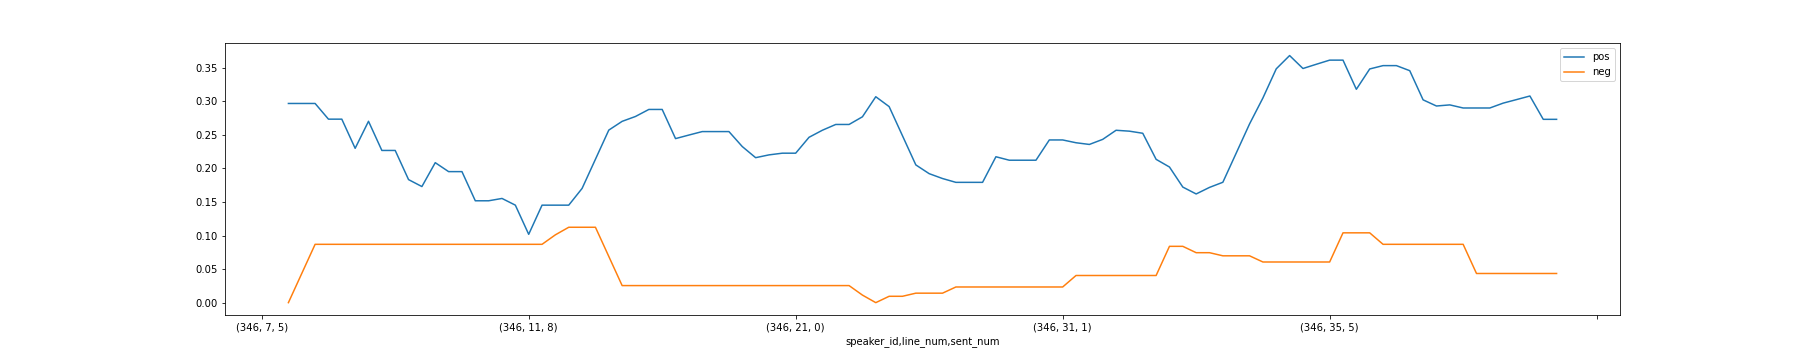 pos
neg
0.35
0.30
0.25
0.20
0.15
0.10
0.05
0.00
(346, 7, 5) (346, 11, 8) (346, 21, 0) (346, 31, 1) (346, 35, 5)
speaker_id,line_num,sent_num